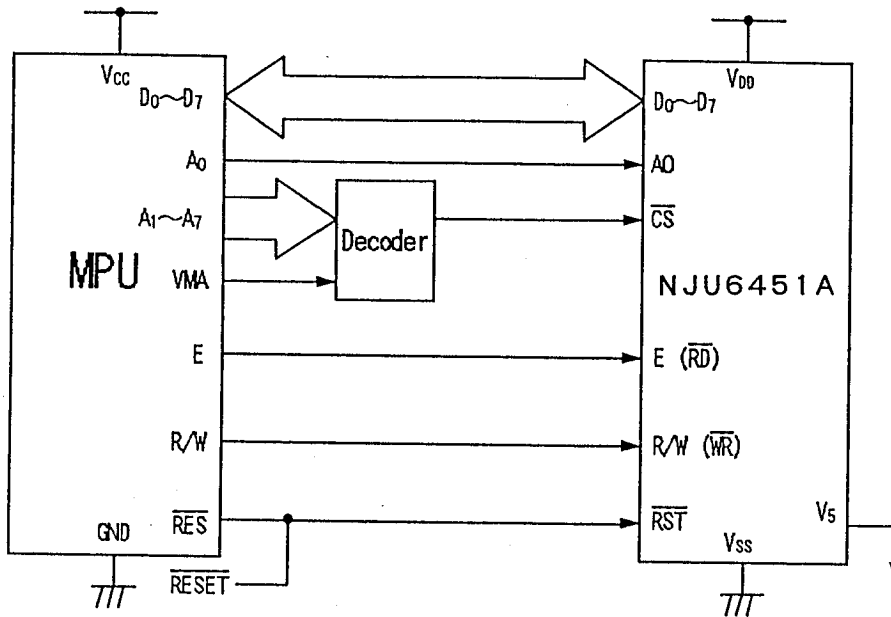 VCC
D0~D7
A0
A1~A7
MPU
VMA
E
R/W
GND
RES
RESET
Decoder
VDD
D0~D7
A0
CS
NJU6451A
E (RD)
R/W (WR)
RST
V5
VSS